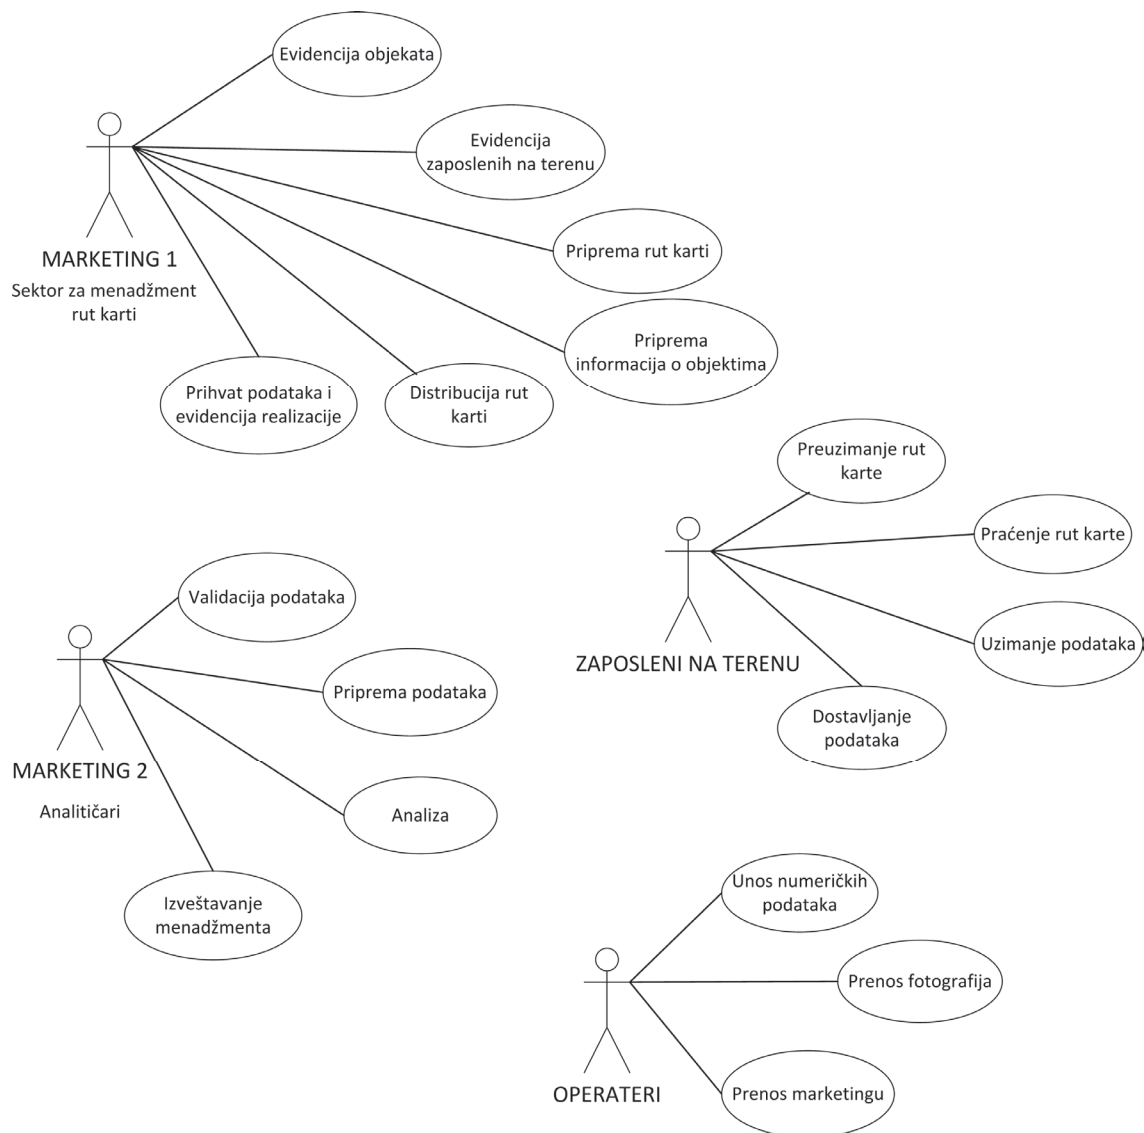 Evidencija objekata
Evidencija
zaposlenih na terenu
Priprema rut karti
Priprema
informacija o objektima
Distribucija rut
karti
Prihvat podataka i
evidencija realizacije
MARKETING 1
Sektor za menadžment
rut karti
Preuzimanje rut
karte
Praćenje rut karte
Uzimanje podataka
Dostavljanje
podataka
ZAPOSLENI NA TERENU
Validacija podataka
Priprema podataka
Analiza
Izveštavanje
menadžmenta
MARKETING 2
Analitičari
Unos numeričkih
podataka
Prenos fotografija
Prenos marketingu
OPERATERI